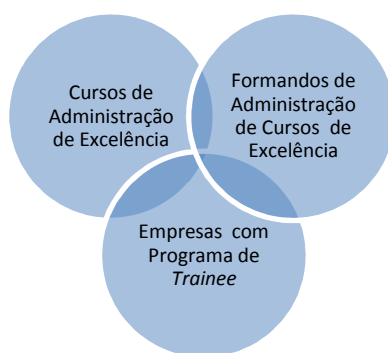 Cursos de
Administração
de Excelência
Formandos de
Administração
de Cursos de
Excelência
Empresas com
Programa de
Trainee